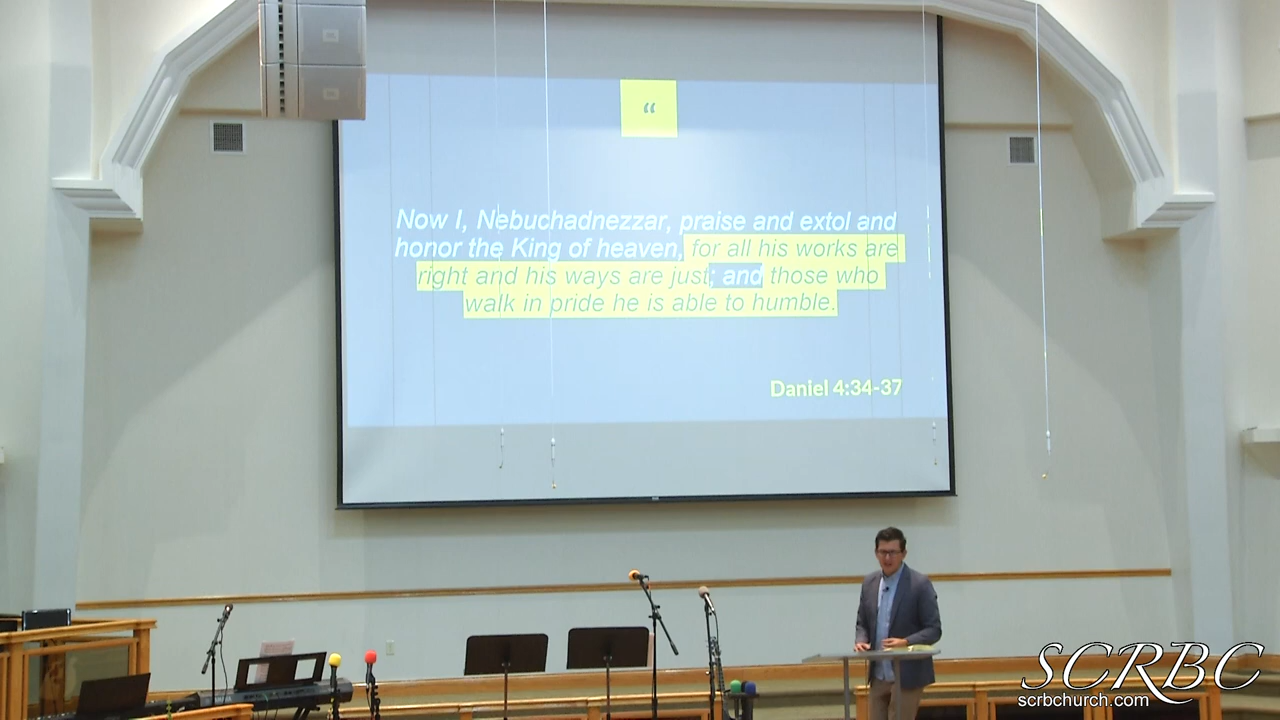 “
Now I, Nebuchadnezzar, praise and extol and
honor the King of heaven, for all his works are
right and his ways are just; and those who
walk in pride he is able to humble.
Daniel 4:34-37
SCRBC
scrbchurch.com